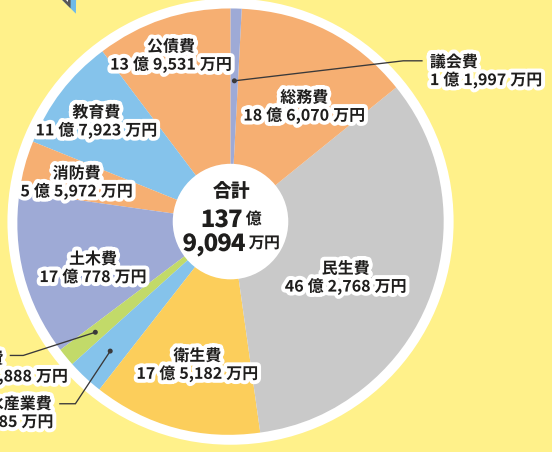 公債費
13 億 9,531 万円
議会費
1 億 1,997 万円
総務費
18 億 6,070 万円
教育費
11 億 7,923 万円
消防費
5 億 5,972 万円
合計
137 億
9,094 万円
土木費
17 億 778 万円
民生費
46 億 2,768 万円
衛生費
17 億 5,182 万円
費
,888 万円
水産業費
85 万円